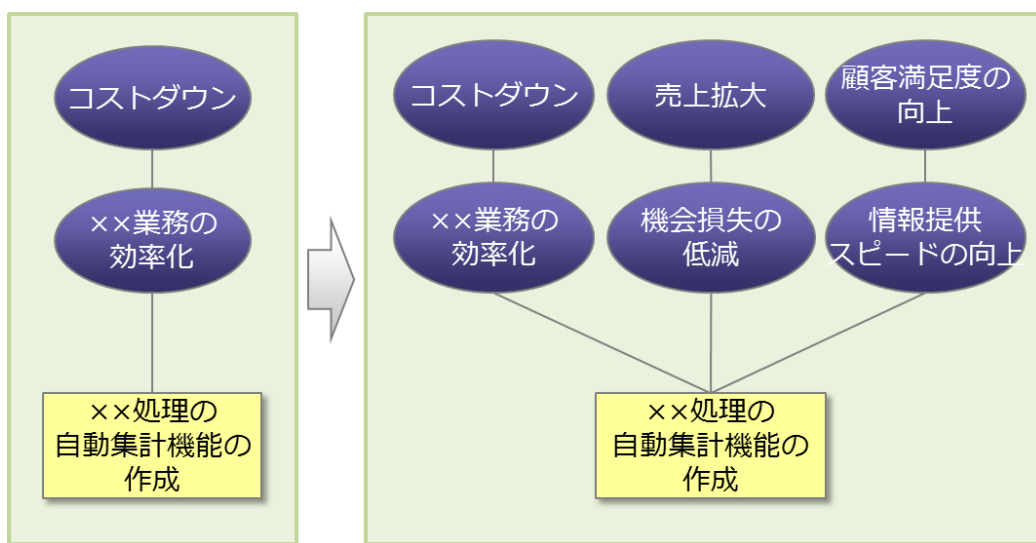 コストダウン
××業務の
効率化
××処理の
自動集計機能の
作成
コストダウン
売上拡大
顧客満足度の
向上
××業務の
効率化
機会損失の
低減
情報提供
スピードの向上
××処理の
自動集計機能の
作成